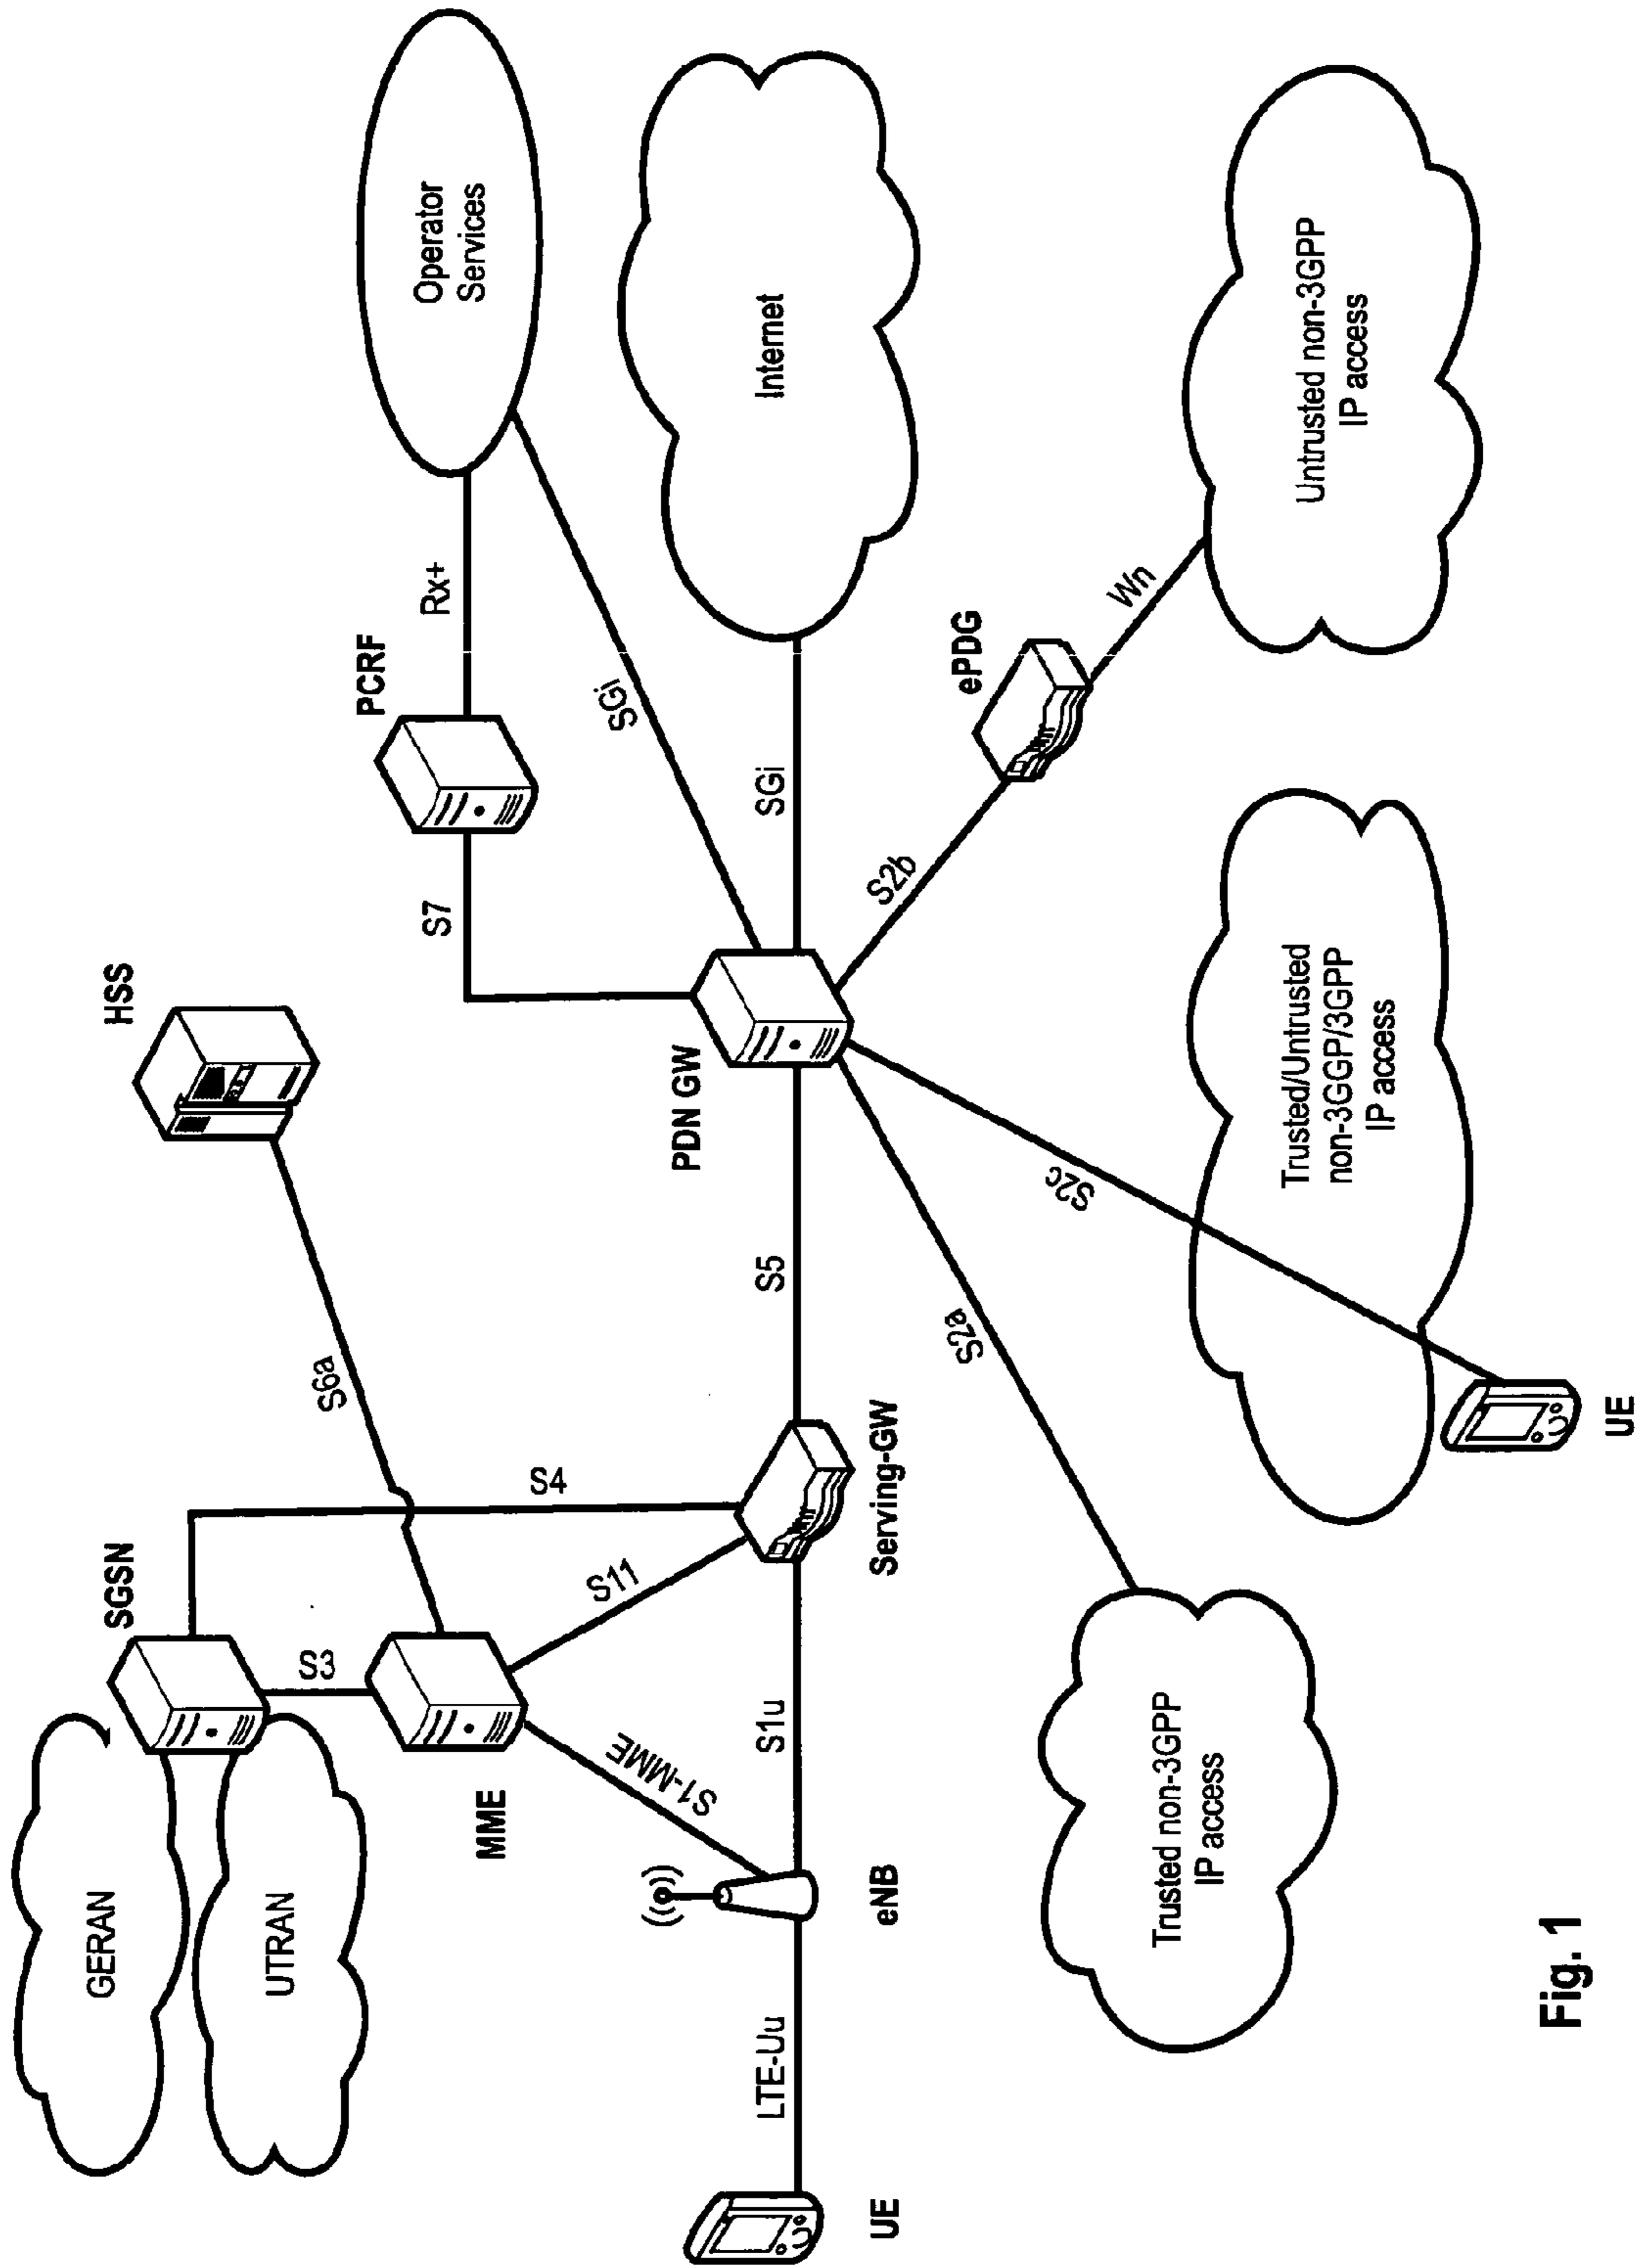 GERAN
UTRAN
SGSN
HSS
S3
S4
S6a
MME
S11
S1-MME
PCRF
S7
Rx+
Operator
Services
SGi
UE
LTE-Uu
eNB
S1u
Serving-GW
S5
PDN GW
SGi
Internet
S2a
S2c
S2b
ePDG
Wn
Trusted non-3GPP
IP access
Trusted/Untrusted
non-3GGP/3GPP
IP access
Untrusted non-3GPP
IP access
UE
Fig. 1